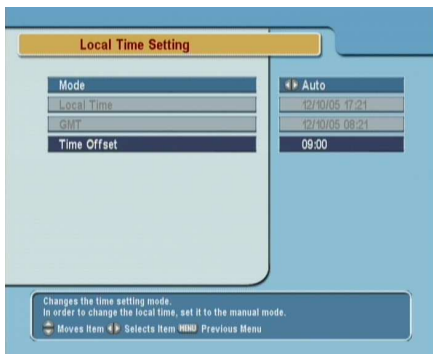 Local Time Setting
Mode Auto
Local Time 12/10/05 17:21
GMT 12/10/05 08:21
Time Offset 09:00
Changes the time setting mode.
In order to change the local time, set it to the manual mode.
Moves Item Selects Item MENU Previous Menu